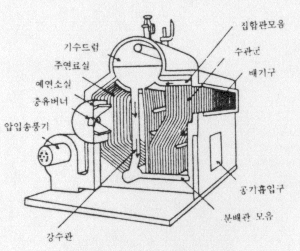 집합관모음
기수드럼
수관군
주연료실
배기구
예연소실
중유버너
압입송풍기
공기흡입구
분배관 모음
강수관